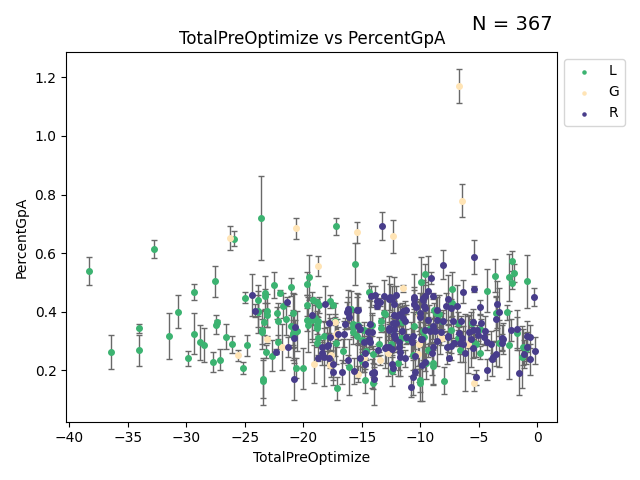 N = 367
TotalPreOptimize vs PercentGpA
1.2
1.0
0.8
0.6
0.4
0.2
PercentGpA
−40 −35 −30 −25 −20 −15 −10 −5 0
TotalPreOptimize
L
G
R